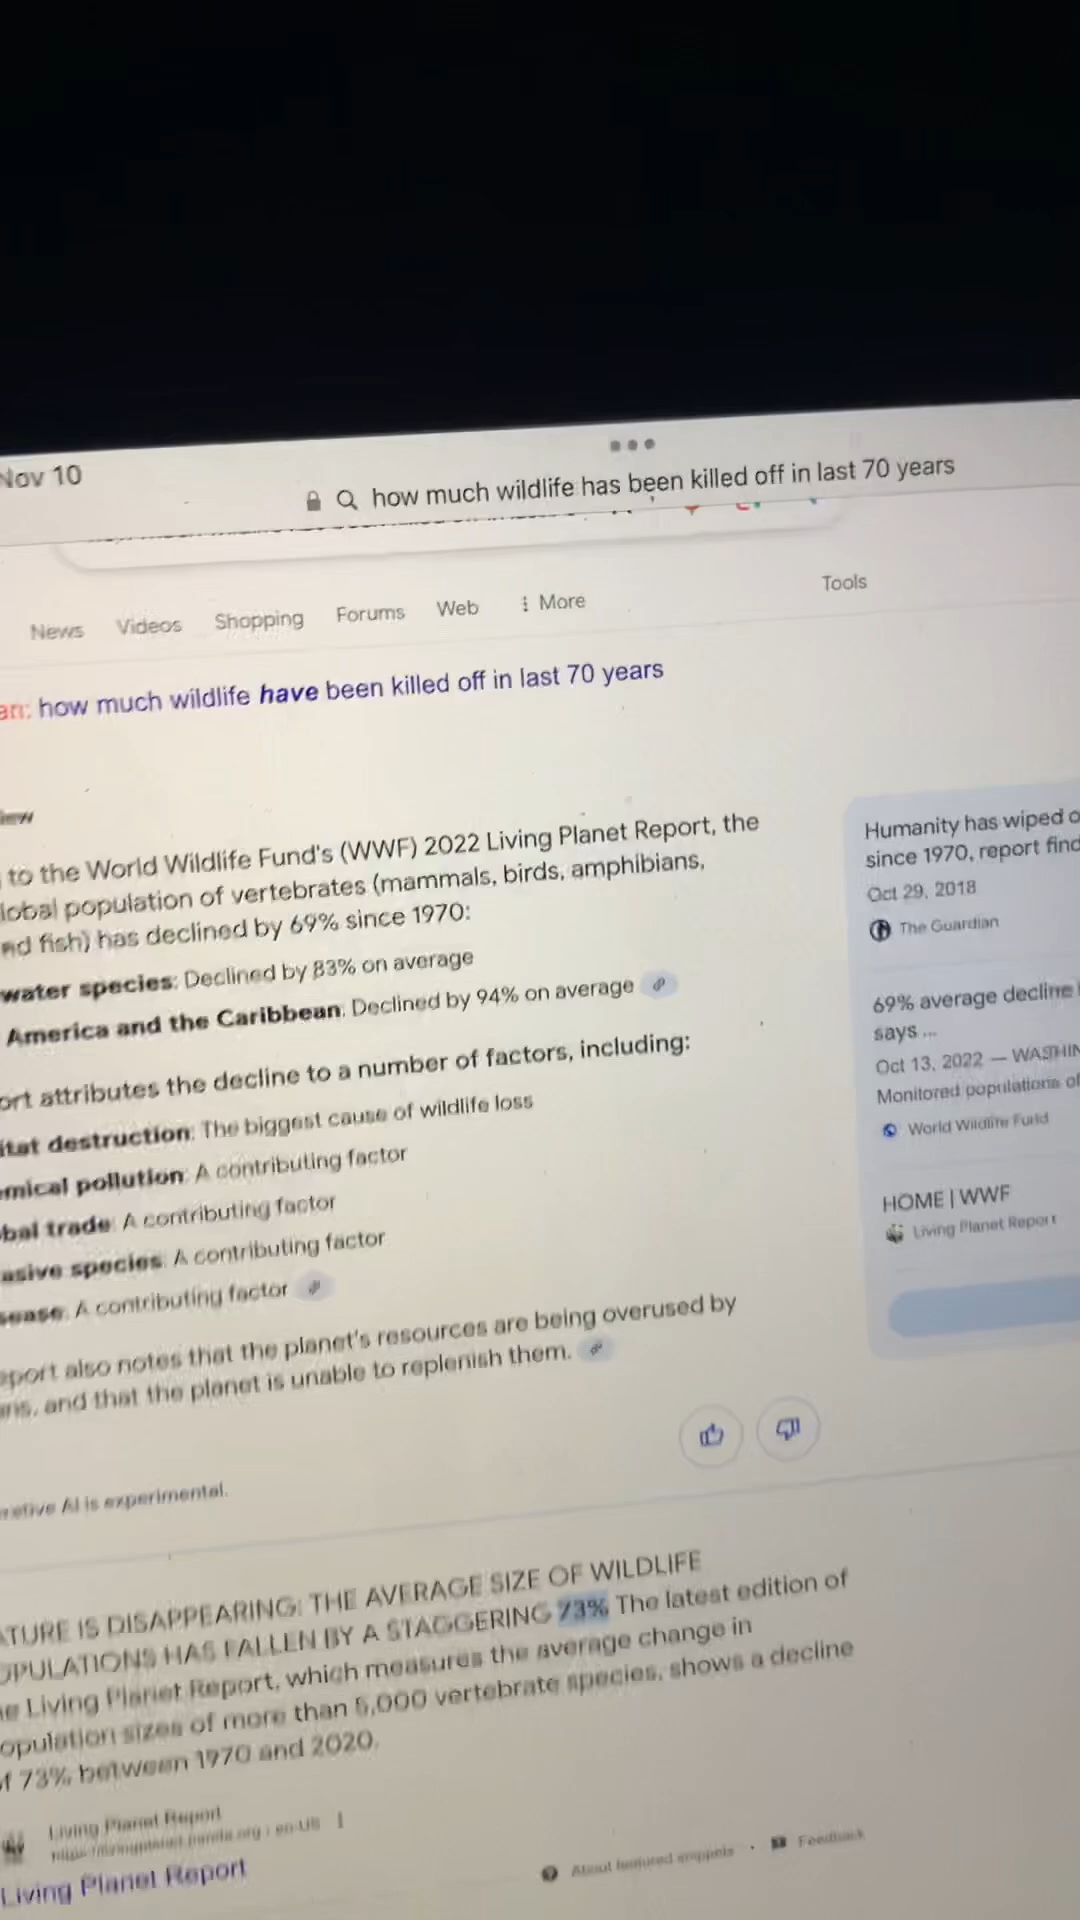 Nov 10
how much wildlife has been killed off in last 70 years
News Videos Shopping Forums Web More Tools
how much wildlife have been killed off in last 70 years
to the World Wildlife Fund's (WWF) 2022 Living Planet Report, the
lobal population of vertebrates (mammals, birds, amphibians,
nd fish) has declined by 69% since 1970:
water species: Declined by 83% on average
America and the Caribbean: Declined by 94% on average
ort attributes the decline to a number of factors, including:
itat destruction: The biggest cause of wildlife loss
mical pollution: A contributing factor
bal trade: A contributing factor
asive species: A contributing factor
sease: A contributing factor
eport also notes that the planet's resources are being overused by
ans, and that the planet is unable to replenish them.
erative AI is experimental.
Humanity has wiped o
since 1970, report find
Oct 29, 2018
The Guardian
69% average decline
says ...
Oct 13, 2022 — WASHIN
Monitored populations of
World Wildlife Fund
HOME | WWF
Living Planet Report
ATURE IS DISAPPEARING: THE AVERAGE SIZE OF WILDLIFE
OPULATIONS HAS FALLEN BY A STAGGERING 73% The latest edition of
he Living Planet Report, which measures the average change in
opulation sizes of more than 5,000 vertebrate species, shows a decline
f 73% between 1970 and 2020.
Living Planet Report
Living Planet Report
About featured snippets · Feedback